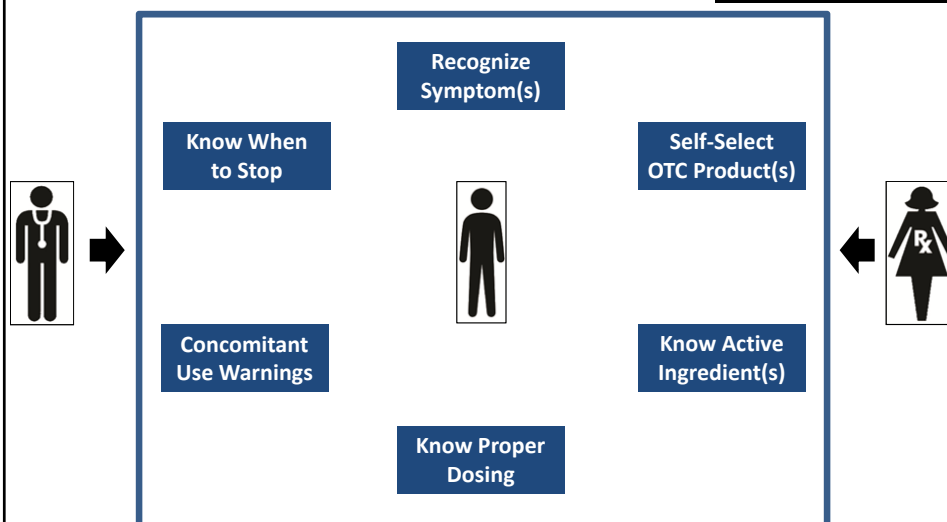 Recognize
Symptom(s)
Know When
to Stop
Self-Select
OTC Product(s)
Rx
Concomitant
Use Warnings
Know Active
Ingredient(s)
Know Proper
Dosing